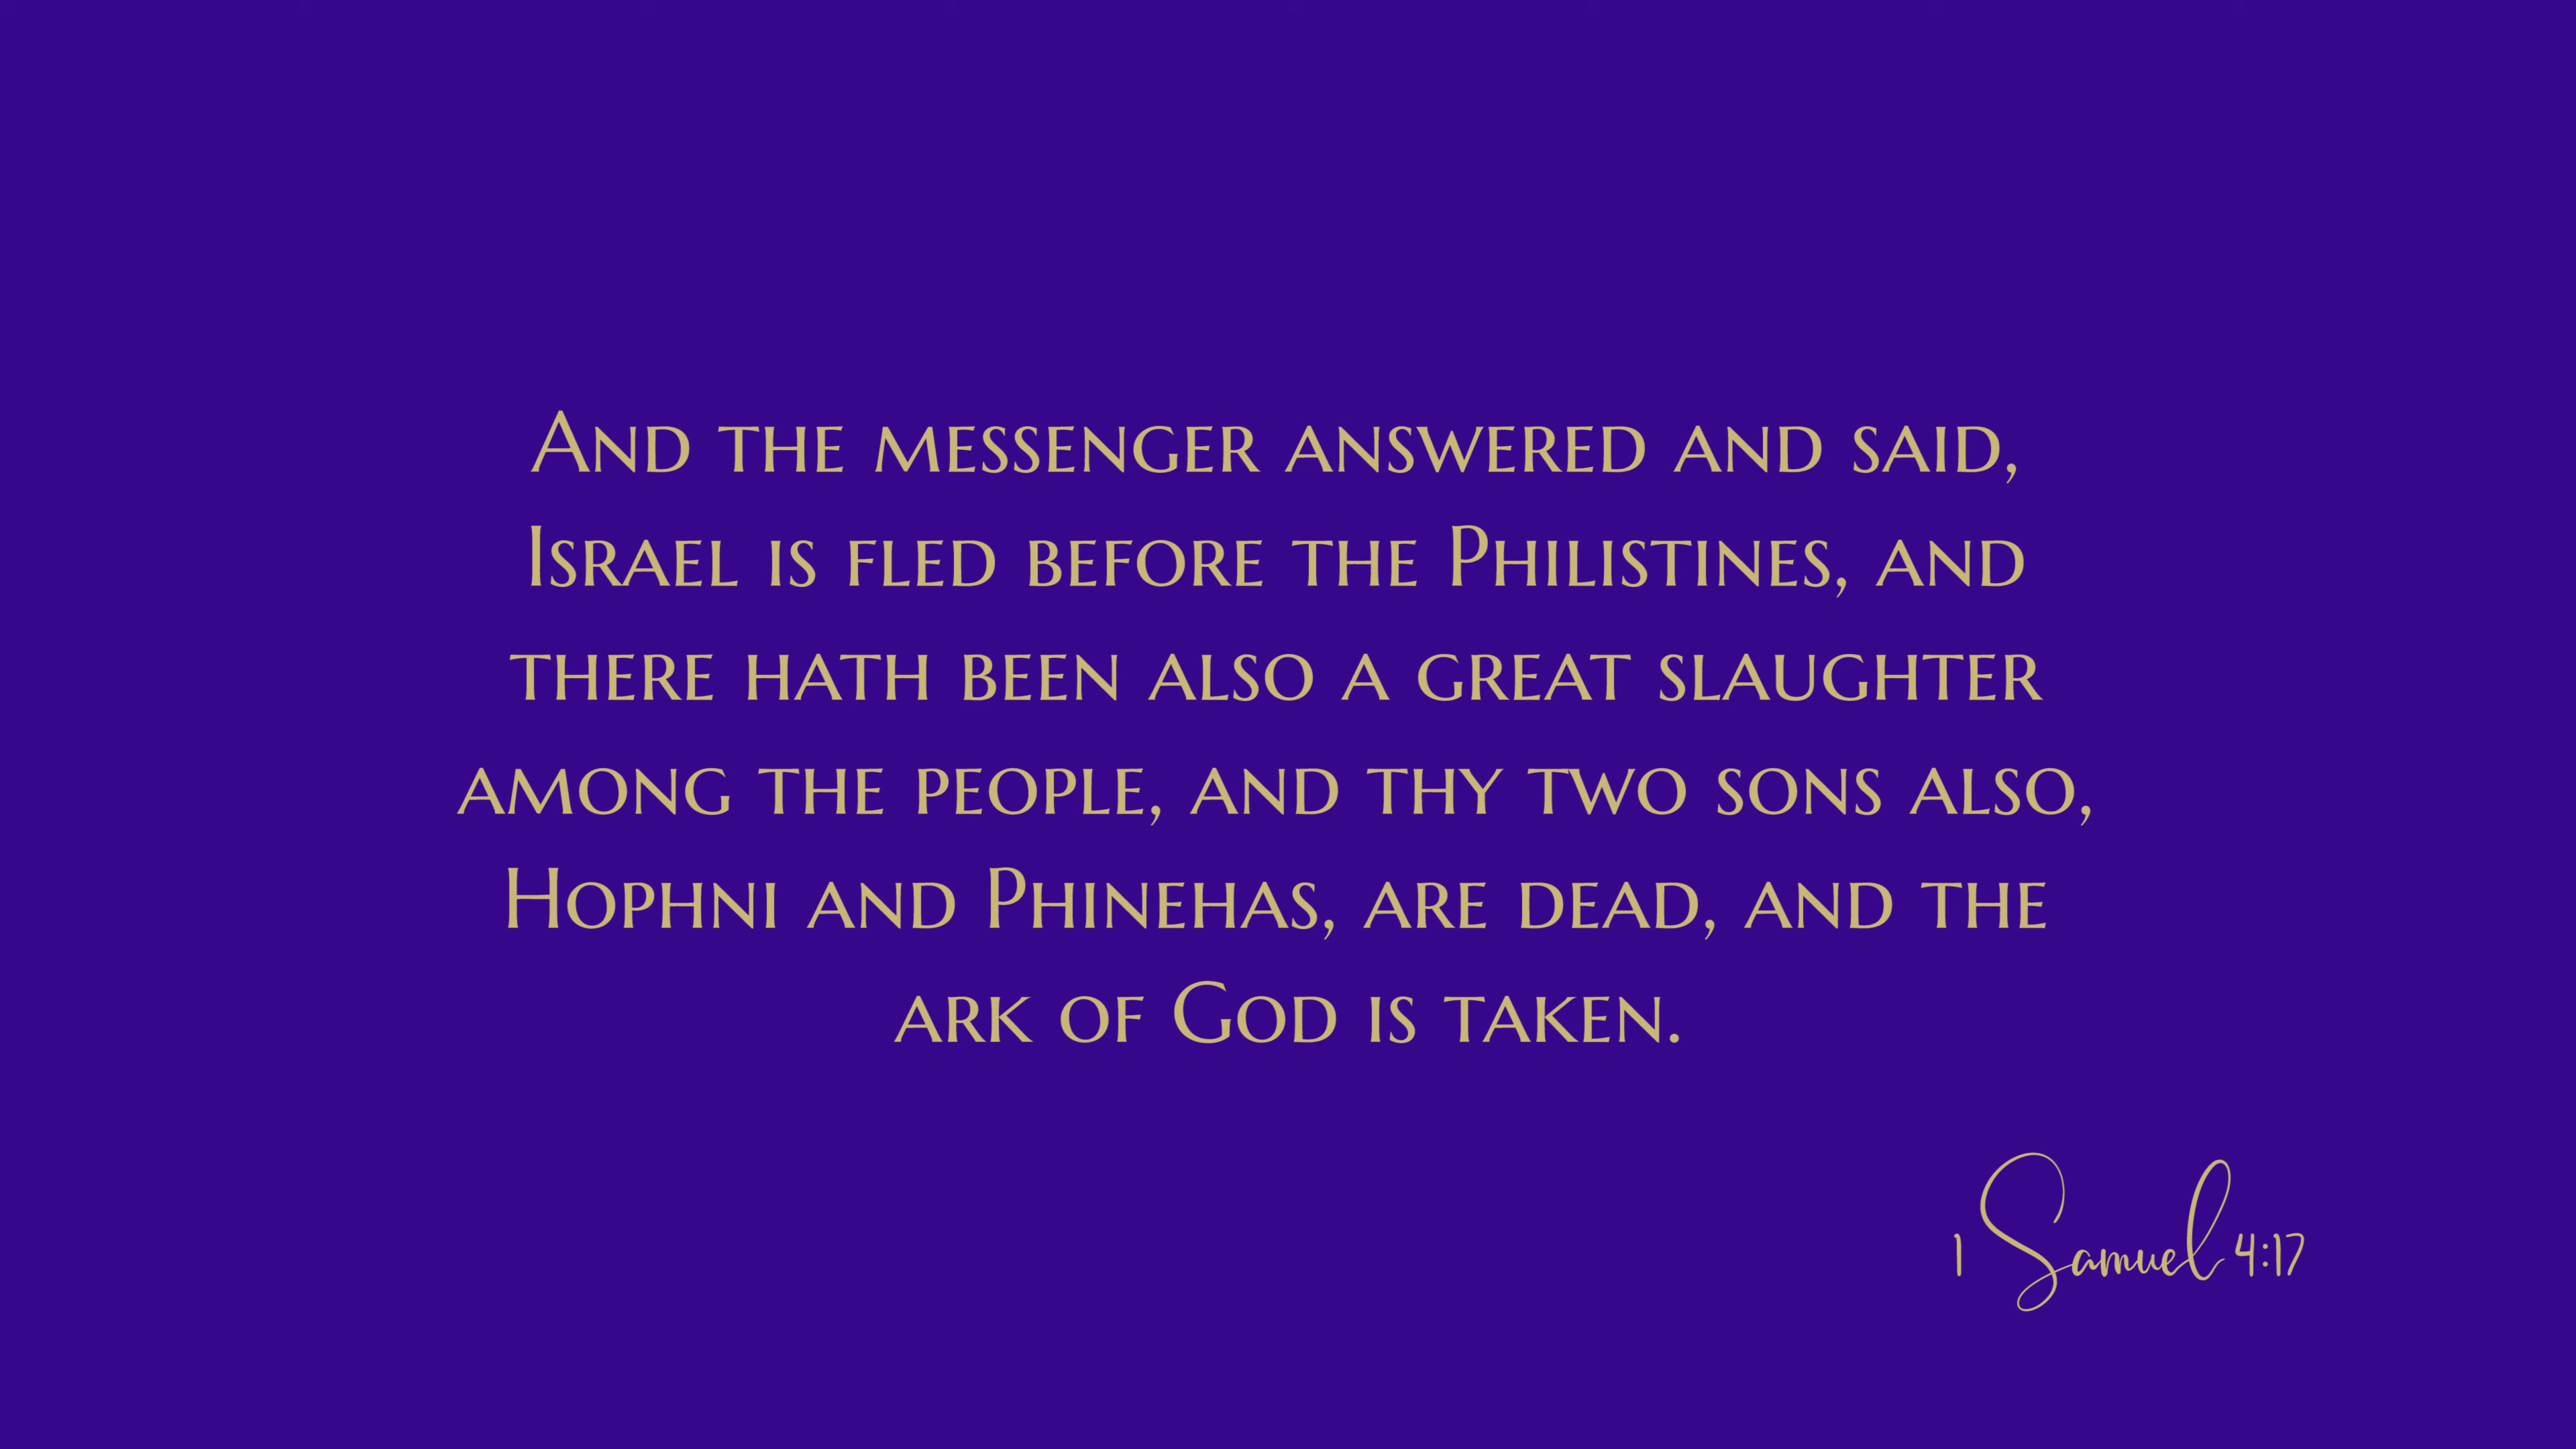 And the messenger answered and said,
Israel is fled before the Philistines, and
there hath been also a great slaughter
among the people, and thy two sons also,
Hophni and Phinehas, are dead, and the
ark of God is taken.
1 Samuel 4:17